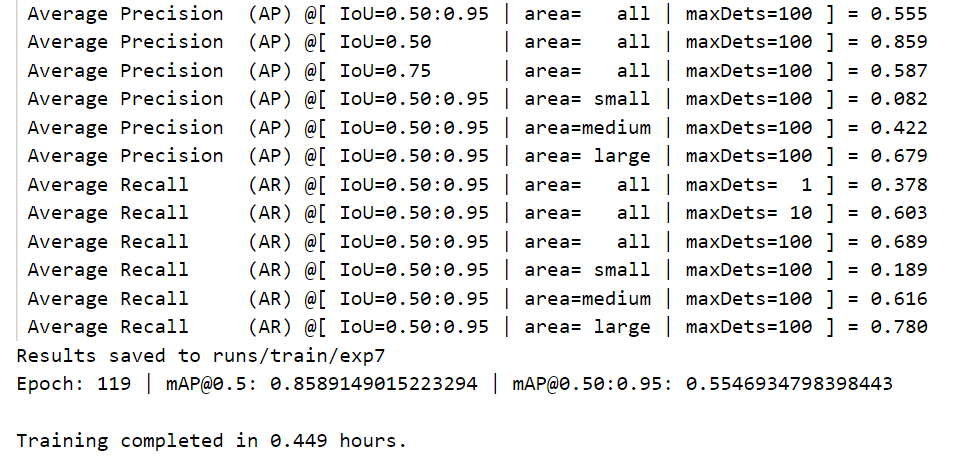 Average Precision  (AP) @[ IoU=0.50:0.95 | area=   all | maxDets=100 ] = 0.555
Average Precision  (AP) @[ IoU=0.50      | area=   all | maxDets=100 ] = 0.859
Average Precision  (AP) @[ IoU=0.75      | area=   all | maxDets=100 ] = 0.587
Average Precision  (AP) @[ IoU=0.50:0.95 | area= small | maxDets=100 ] = 0.082
Average Precision  (AP) @[ IoU=0.50:0.95 | area=medium | maxDets=100 ] = 0.422
Average Precision  (AP) @[ IoU=0.50:0.95 | area= large | maxDets=100 ] = 0.679
Average Recall     (AR) @[ IoU=0.50:0.95 | area=   all | maxDets=  1 ] = 0.378
Average Recall     (AR) @[ IoU=0.50:0.95 | area=   all | maxDets= 10 ] = 0.603
Average Recall     (AR) @[ IoU=0.50:0.95 | area=   all | maxDets=100 ] = 0.689
Average Recall     (AR) @[ IoU=0.50:0.95 | area= small | maxDets=100 ] = 0.189
Average Recall     (AR) @[ IoU=0.50:0.95 | area=medium | maxDets=100 ] = 0.616
Average Recall     (AR) @[ IoU=0.50:0.95 | area= large | maxDets=100 ] = 0.780
Results saved to runs/train/exp7
Epoch: 119 | mAP@0.5: 0.8589149015223294 | mAP@0.50:0.95: 0.5546934798398443
Training completed in 0.449 hours.